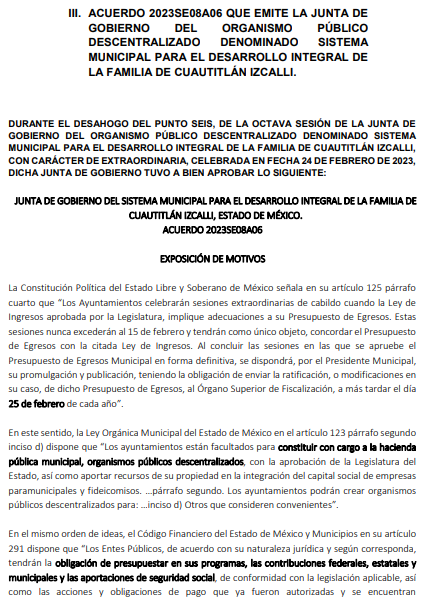 III. ACUERDO 2023SE08A06 QUE EMITE LA JUNTA DE
GOBIERNO DEL ORGANISMO PÚBLICO
DESCENTRALIZADO DENOMINADO SISTEMA
MUNICIPAL PARA EL DESARROLLO INTEGRAL DE
LA FAMILIA DE CUAUTITLÁN IZCALLI.
DURANTE EL DESAHOGO DEL PUNTO SEIS, DE LA OCTAVA SESIÓN DE LA JUNTA DE
GOBIERNO DEL ORGANISMO PÚBLICO DESCENTRALIZADO DENOMINADO SISTEMA
MUNICIPAL PARA EL DESARROLLO INTEGRAL DE LA FAMILIA DE CUAUTITLÁN IZCALLI,
CON CARÁCTER DE EXTRAORDINARIA, CELEBRADA EN FECHA 24 DE FEBRERO DE 2023,
DICHA JUNTA DE GOBIERNO TUVO A BIEN APROBAR LO SIGUIENTE:
JUNTA DE GOBIERNO DEL SISTEMA MUNICIPAL PARA EL DESARROLLO INTEGRAL DE LA FAMILIA DE
CUAUTITLÁN IZCALLI, ESTADO DE MÉXICO.
ACUERDO 2023SE08A06
EXPOSICIÓN DE MOTIVOS
La Constitución Política del Estado Libre y Soberano de México señala en su artículo 125 párrafo
cuarto que “Los Ayuntamientos celebrarán sesiones extraordinarias de cabildo cuando la Ley de
Ingresos aprobada por la Legislatura, implique adecuaciones a su Presupuesto de Egresos. Estas
sesiones nunca excederán al 15 de febrero y tendrán como único objeto, concordar el Presupuesto
de Egresos con la citada Ley de Ingresos. Al concluir las sesiones en las que se apruebe el
Presupuesto de Egresos Municipal en forma definitiva, se dispondrá, por el Presidente Municipal,
su promulgación y publicación, teniendo la obligación de enviar la ratificación, o modificaciones en
su caso, de dicho Presupuesto de Egresos, al Órgano Superior de Fiscalización, a más tardar el día
25 de febrero de cada año”.
En este sentido, la Ley Orgánica Municipal del Estado de México en el artículo 123 párrafo segundo
inciso d) dispone que “Los ayuntamientos están facultados para constituir con cargo a la hacienda
pública municipal, organismos públicos descentralizados, con la aprobación de la Legislatura del
Estado, así como aportar recursos de su propiedad en la integración del capital social de empresas
paramunicipales y fideicomisos. …párrafo segundo. Los ayuntamientos podrán crear organismos
públicos descentralizados para: …inciso d) Otros que consideren convenientes”.
En el mismo orden de ideas, el Código Financiero del Estado de México y Municipios en su artículo
291 dispone que “Los Entes Públicos, de acuerdo con su naturaleza jurídica y según corresponda,
tendrán la obligación de presupuestar en sus programas, las contribuciones federales, estatales y
municipales y las aportaciones de seguridad social, de conformidad con la legislación aplicable, así
como las acciones y obligaciones de pago que ya fueron autorizadas y se encuentran